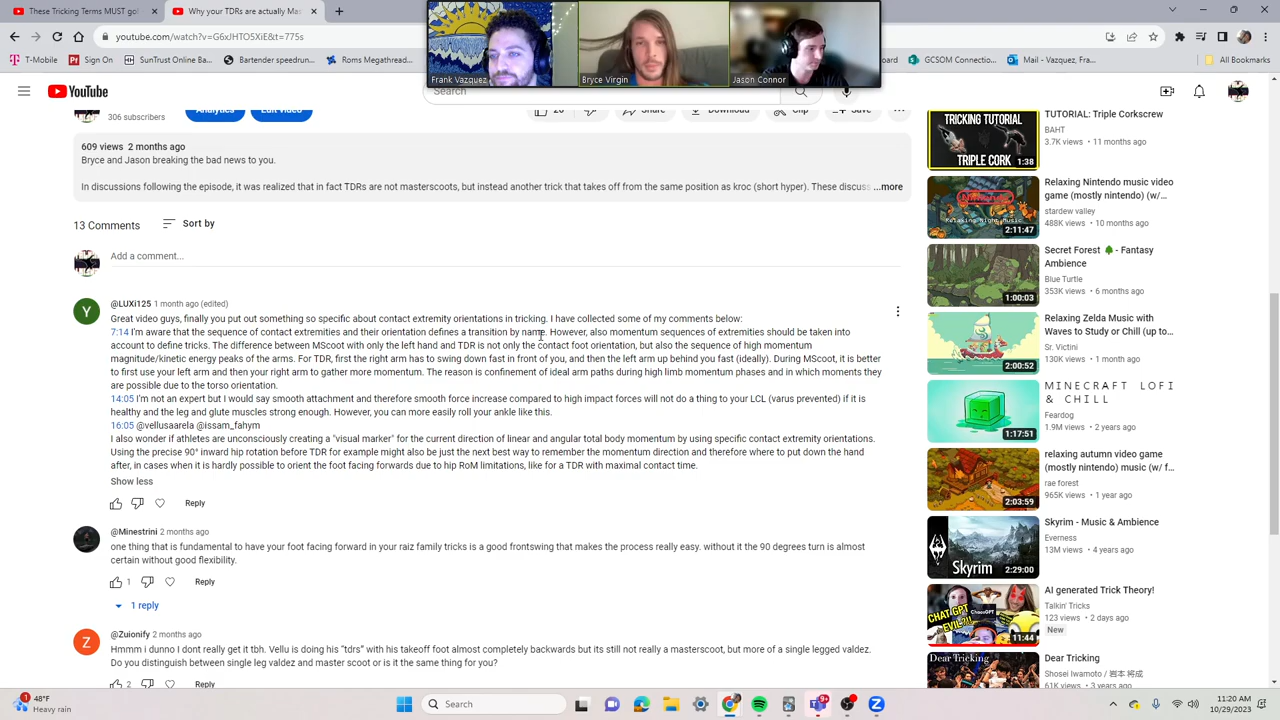 These Tricking Terms MUST gol
Why TDR's are actually Mas
youtube.com/watch?v=G6xJHTO5XiE&t=775s
T-Mobile
Sign On
Sint Content
Bartender speedrun...
Roms Megathread...
GCSOM Connectio...
Mail - Vazquez, Fra...
All Bookmarks
Frank Vazquez
Bryce Virgin
Jason Connor
YouTube
Search
306 subscribers
Analytics
Edit video
26
Share
Download
Clip
Save
609 views 2 months ago
Bryce and Jason breaking the bad news to you.
In discussions following the episode, it was realized that in fact TDRs are not masterscoots, but instead another trick that takes off from the same position as kroc (short hyper). These discuss ...more
13 Comments
Sort by
Add a comment...
@LUXi125 1 month ago (edited)
Great video guys, finally you put out something so specific about contact extremity orientations in tricking. I have collected some of my comments below:
7:14 I'm aware that the sequence of contact extremities and their orientation defines a transition by name. However, also momentum sequences of extremities should be taken into
account to define tricks. The difference between MScoot with only the left hand and TDR is not only the contact foot orientation, but also the sequence of high momentum
magnitude/kinetic energy peaks of the arms. For TDR, first the right arm has to swing down fast in front of you, and then the left arm up behind you fast (ideally). During MScoot, it is better
to first use your left arm and then your right arm to gather more momentum. The reason is confinement of ideal arm paths during high limb momentum phases and in which moments they
are possible due to the torso orientation.
14:05 I'm not an expert but I would say smooth attachment and therefore smooth force increase compared to high impact forces will not do a thing to your LCL (varus prevented) if it is
healthy and the leg and glute muscles strong enough. However, you can more easily roll your ankle like this.
16:05 @vellusaarela @issam_fahym
I also wonder if athletes are unconsciously creating a "visual marker" for the current direction of linear and angular total body momentum by using specific contact extremity orientations.
Using the precise 90° inward hip rotation before TDR for example might also be just the next best way to remember the momentum direction and therefore where to put down the hand
after, in cases when it is hardly possible to orient the foot facing forwards due to hip RoM limitations, like for a TDR with maximal contact time.
Show less
Reply
@Minestrini 2 months ago
one thing that is fundamental to have your foot facing forward in your raiz family tricks is a good frontswing that makes the process really easy. without it the 90 degrees turn is almost
certain without good flexibility.
1
Reply
1 reply
@Zuionify 2 months ago
Hmmm i dunno I dont really get it tbh. Vellu is doing his "tdrs" with his takeoff foot almost completely backwards but its still not really a masterscoot, but more of a single legged valdez.
Do you distinguish between single leg valdez and master scoot or is it the same thing for you?
2
Reply
TRICKING TUTORIAL
TRIPLE CORK
1:38
TUTORIAL: Triple Corkscrew
BAHT
3.7K views • 11 months ago
Nintendo
Relaxing Night Music
2:11:47
Relaxing Nintendo music video
game (mostly nintendo) (w/...
stardew valley
488K views • 10 months ago
1:00:03
Secret Forest - Fantasy
Ambience
Blue Turtle
353K views • 6 months ago
2:00:52
Relaxing Zelda Music with
Waves to Study or Chill (up to...
Sr. Victini
130K views • 1 month ago
1:17:51
MINECRAFT LOFI
& CHILL
Feardog
1.9M views • 2 years ago
2:03:59
relaxing autumn video game
(mostly nintendo) music (w/ f...
rae forest
965K views • 1 year ago
Skyrim
2:29:00
Skyrim - Music & Ambience
Everness
13M views • 4 years ago
CHAT GPT
EVIL?!
11:44
AI generated Trick Theory!
Talkin' Tricks
123 views • 2 days ago
New
Dear Tricking
Dear Tricking
Shosei Iwamoto / 岩本 将成
61K views • 3 years ago
1
48°F
Heavy rain
Search
9+
11:20 AM
10/29/2023